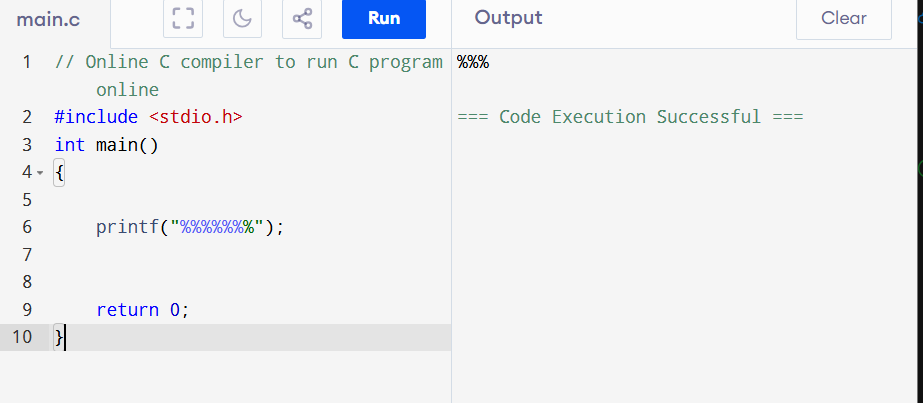 main.c
Run
Output
Clear
1 // Online C compiler to run C program
online
2 #include <stdio.h>
3 int main()
4 {
5
6 printf("%%%%%%%");
7
8
9 return 0;
10 }
%%%
=== Code Execution Successful ===